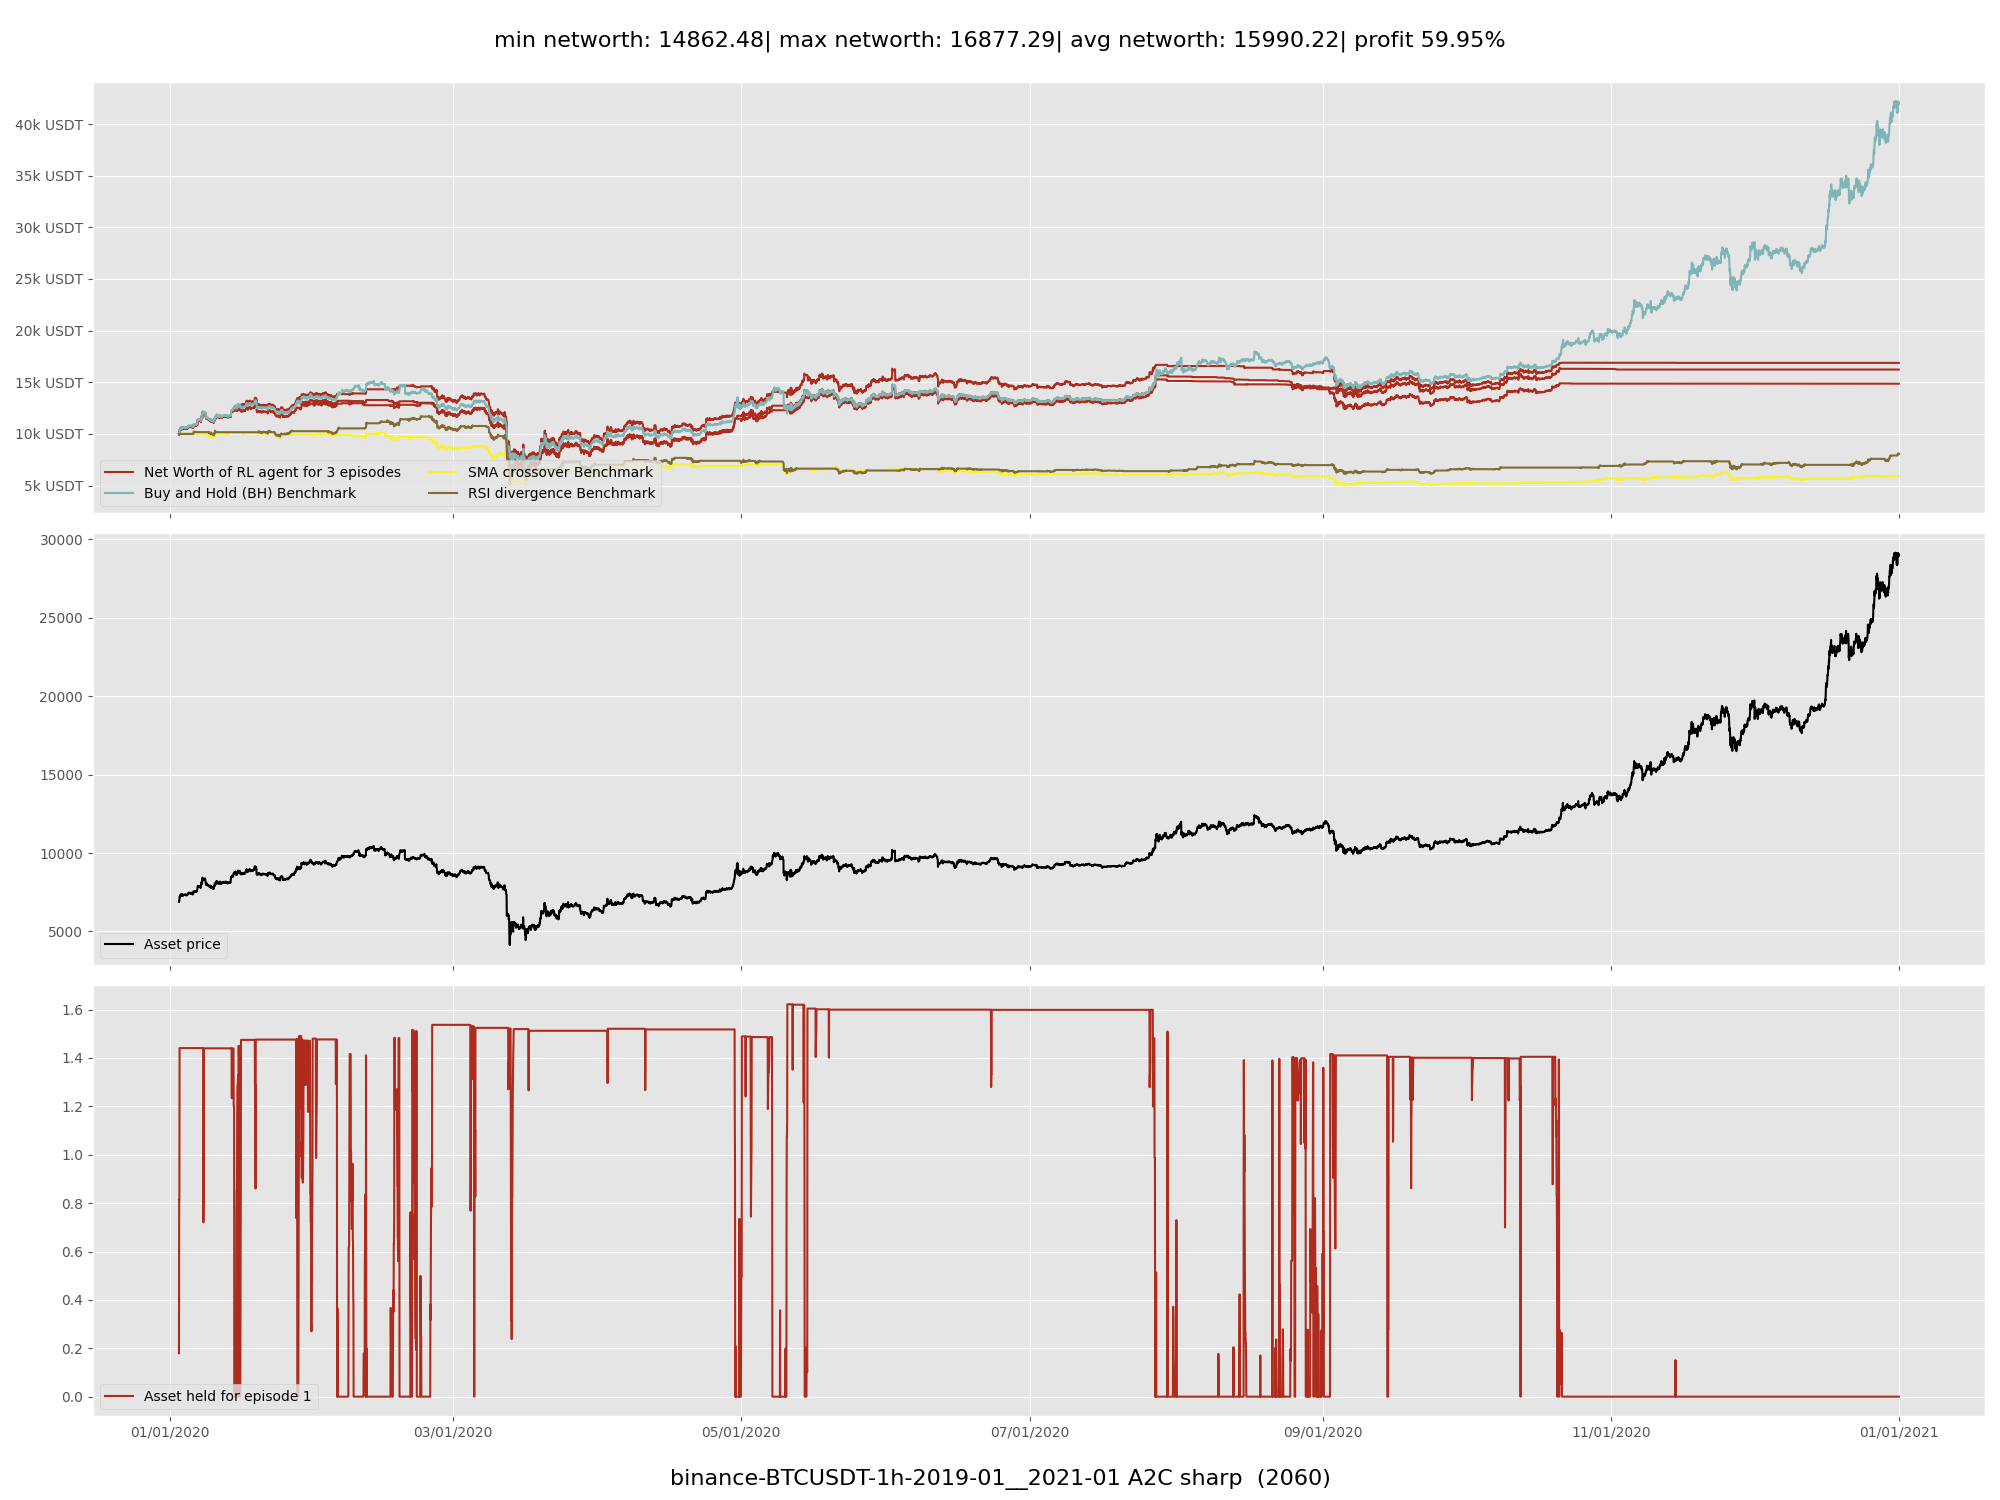 min networth: 14862.48| max networth: 16877.29| avg networth: 15990.22| profit 59.95%
40k USDT
35k USDT
30k USDT
25k USDT
20k USDT
15k USDT
10k USDT
5k USDT
Net Worth of RL agent for 3 episodes
Buy and Hold (BH) Benchmark
SMA crossover Benchmark
RSI divergence Benchmark
30000
25000
20000
15000
10000
5000
Asset price
1.6
1.4
1.2
1.0
0.8
0.6
0.4
0.2
0.0
Asset held for episode 1
01/01/2020 03/01/2020 05/01/2020 07/01/2020 09/01/2020 11/01/2020 01/01/2021
binance-BTCUSDT-1h-2019-01__2021-01 A2C sharp (2060)